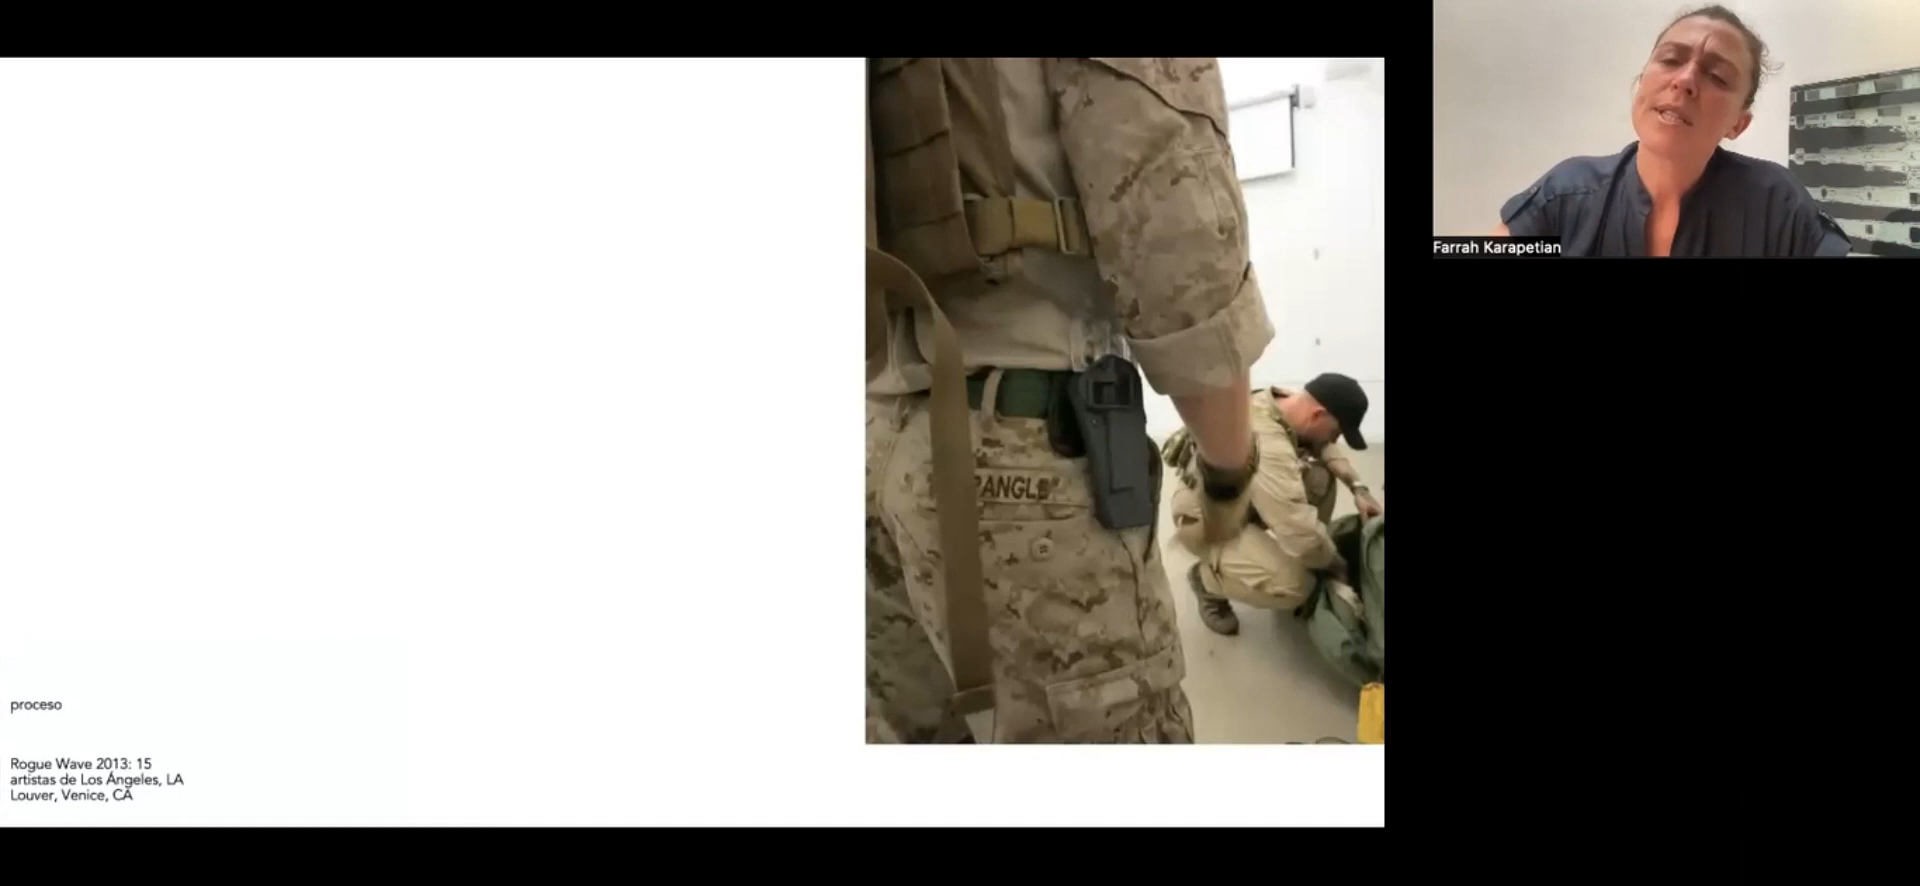 Farrah Karapetian
proceso
Rogue Wave 2013: 15
artistas de Los Ángeles, LA
Louver, Venice, CA